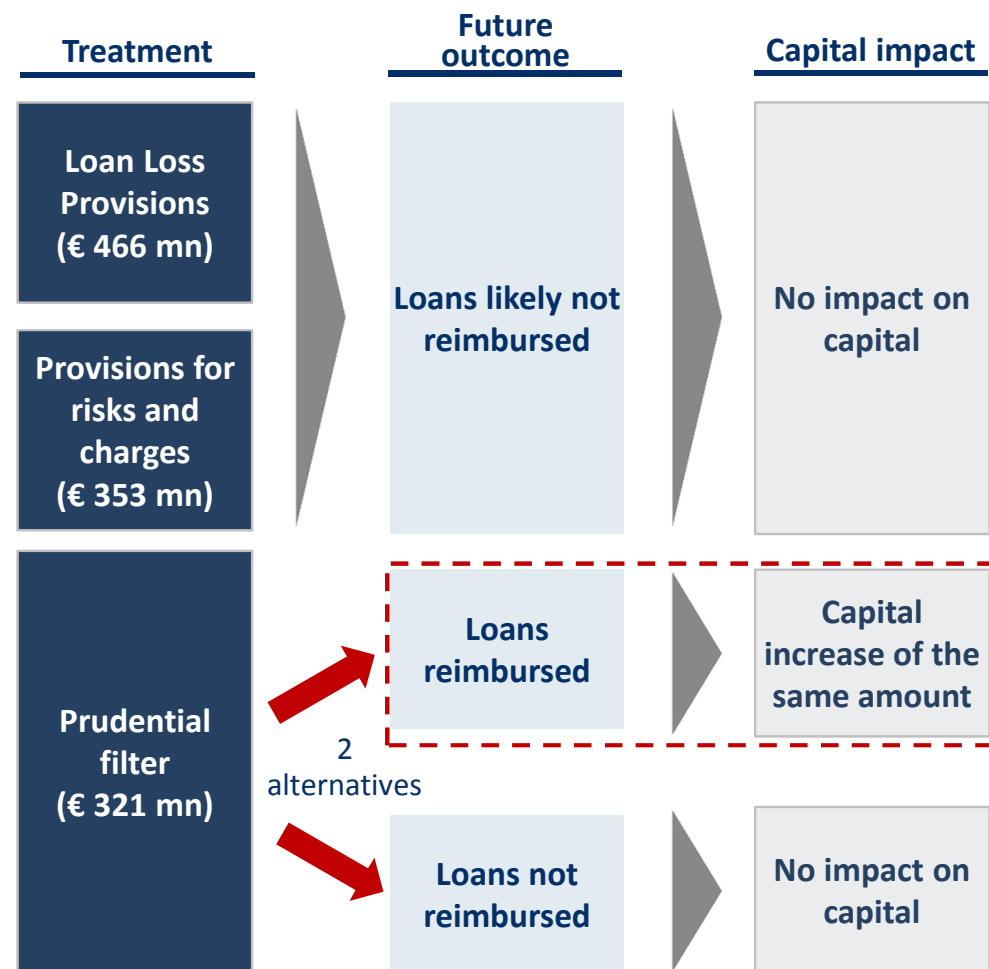 Treatment
Future
outcome
Capital impact
Loan Loss
Provisions
(€ 466 mn)
Provisions for
risks and
charges
(€ 353 mn)
Loans likely not
reimbursed
No impact on
capital
Prudential
filter
(€ 321 mn)
2
alternatives
Loans
reimbursed
Capital
increase of the
same amount
Loans not
reimbursed
No impact on
capital